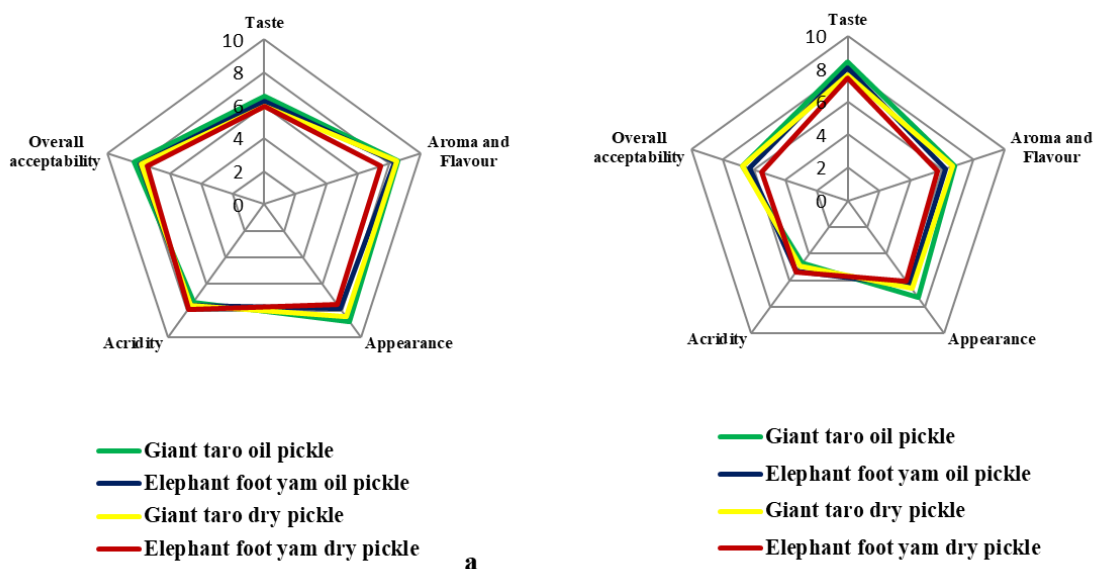 Taste
10
8
6
4
2
0
Aroma and
Flavour
Appearance
Acridity
Overall
acceptability
Giant taro oil pickle
Elephant foot yam oil pickle
Giant taro dry pickle
Elephant foot yam dry pickle
a
Taste
10
8
6
4
2
0
Aroma and
Flavour
Appearance
Acridity
Overall
acceptability
Giant taro oil pickle
Elephant foot yam oil pickle
Giant taro dry pickle
Elephant foot yam dry pickle